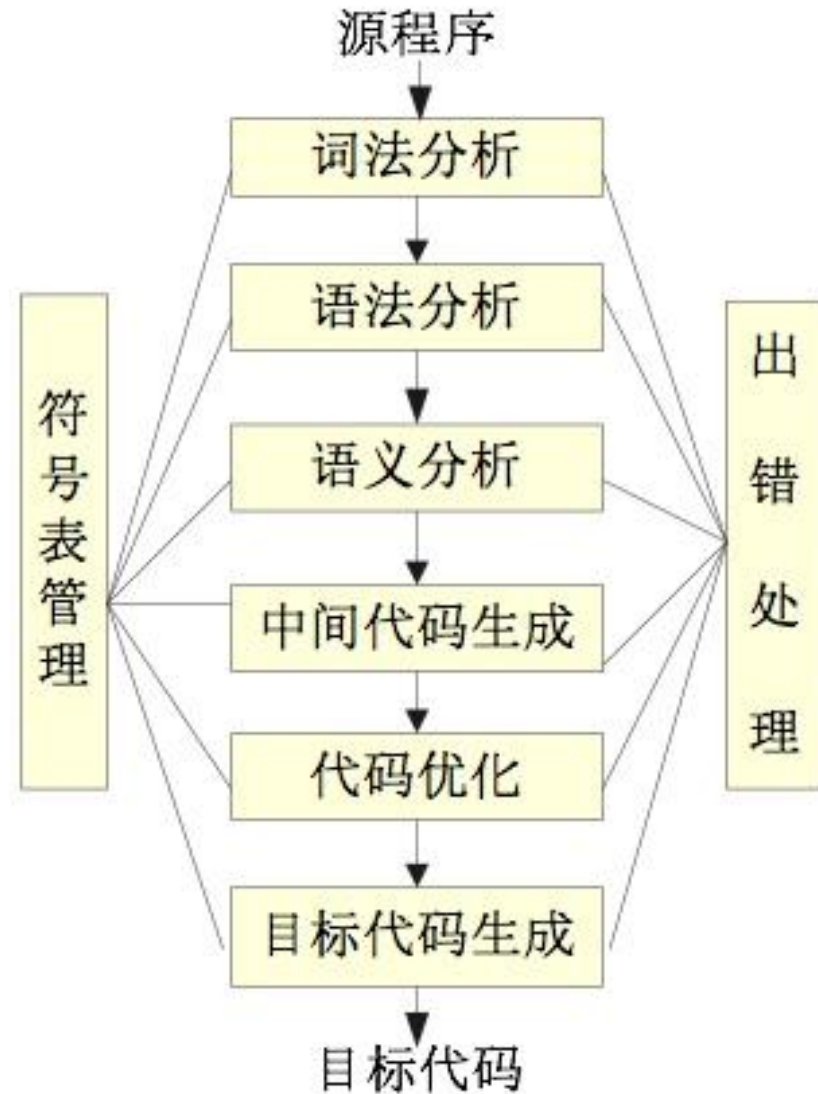 源程序
词法分析
语法分析
语义分析
中间代码生成
代码优化
目标代码生成
目标代码
符号表管理
出错处理